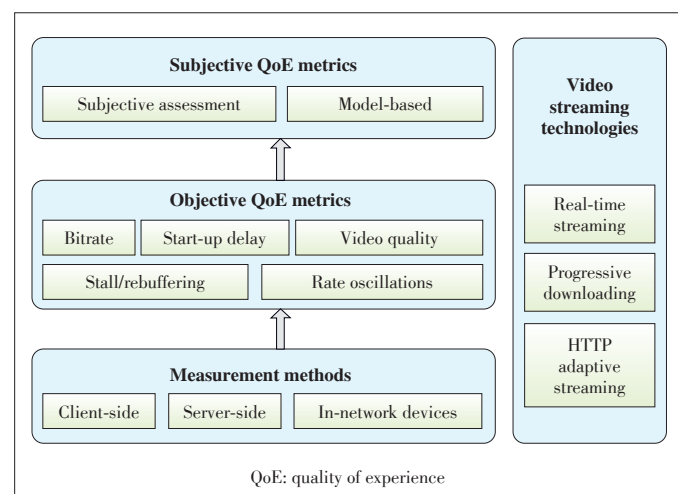 Subjective QoE metrics
Subjective assessment
Model-based
Objective QoE metrics
Bitrate
Start-up delay
Video quality
Stall/rebuffering
Rate oscillations
Measurement methods
Client-side
Server-side
In-network devices
Video
streaming
technologies
Real-time
streaming
Progressive
downloading
HTTP
adaptive
streaming
QoE: quality of experience